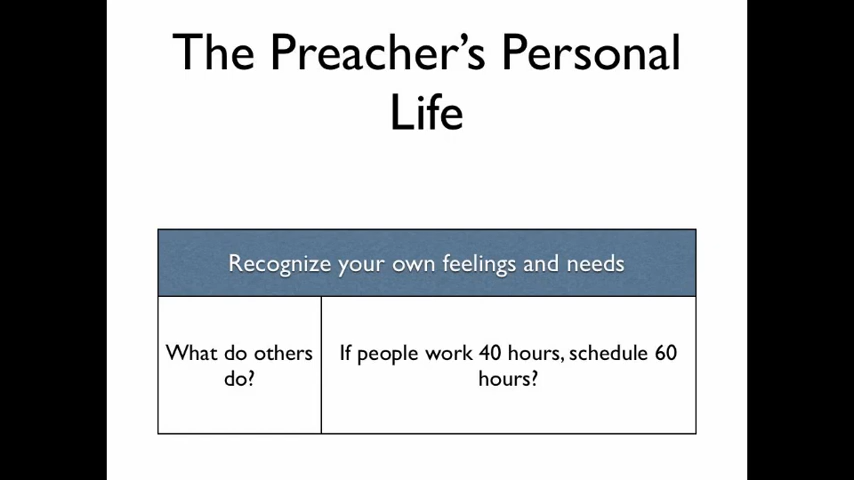 The Preacher’s Personal
Life
Recognize your own feelings and needs
What do others
do?
If people work 40 hours, schedule 60
hours?